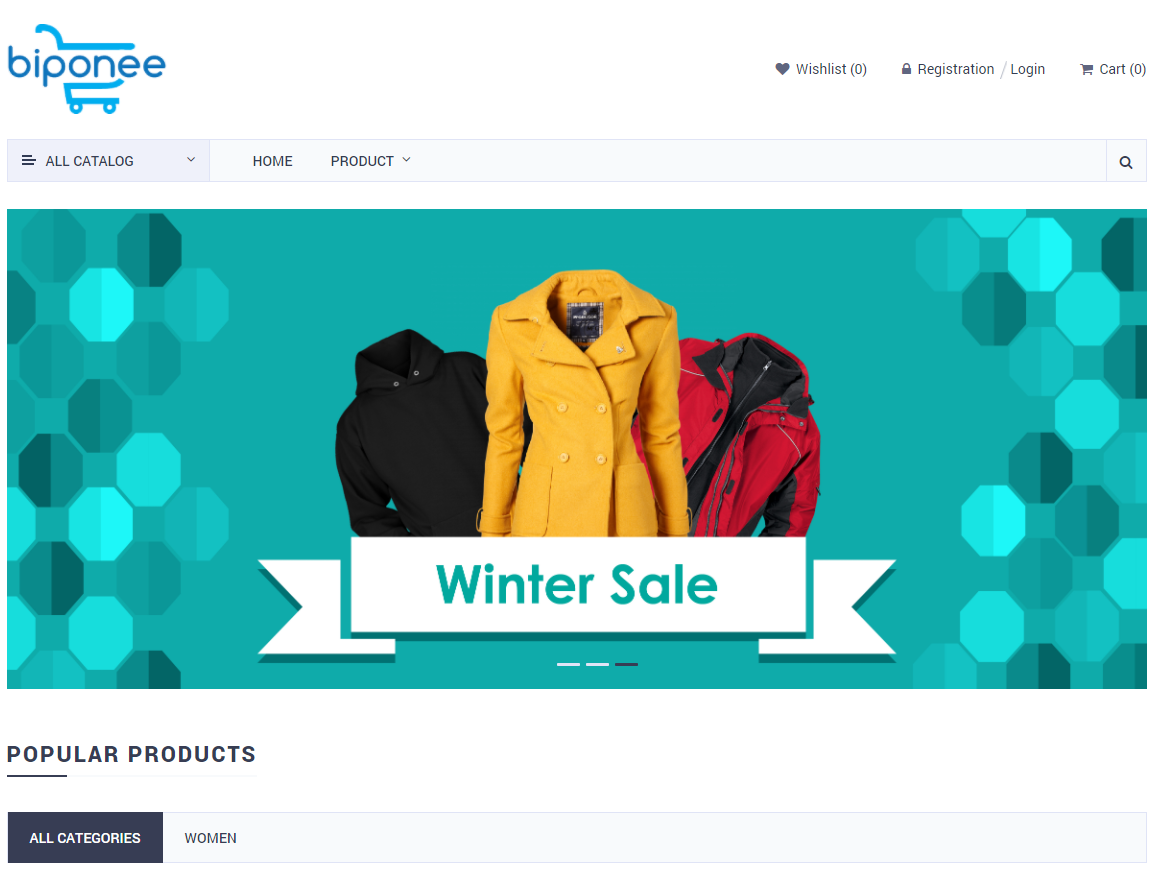 biponee
Wishlist (0)
Registration / Login
Cart (0)
ALL CATALOG
HOME
PRODUCT
Winter Sale
POPULAR PRODUCTS
ALL CATEGORIES
WOMEN